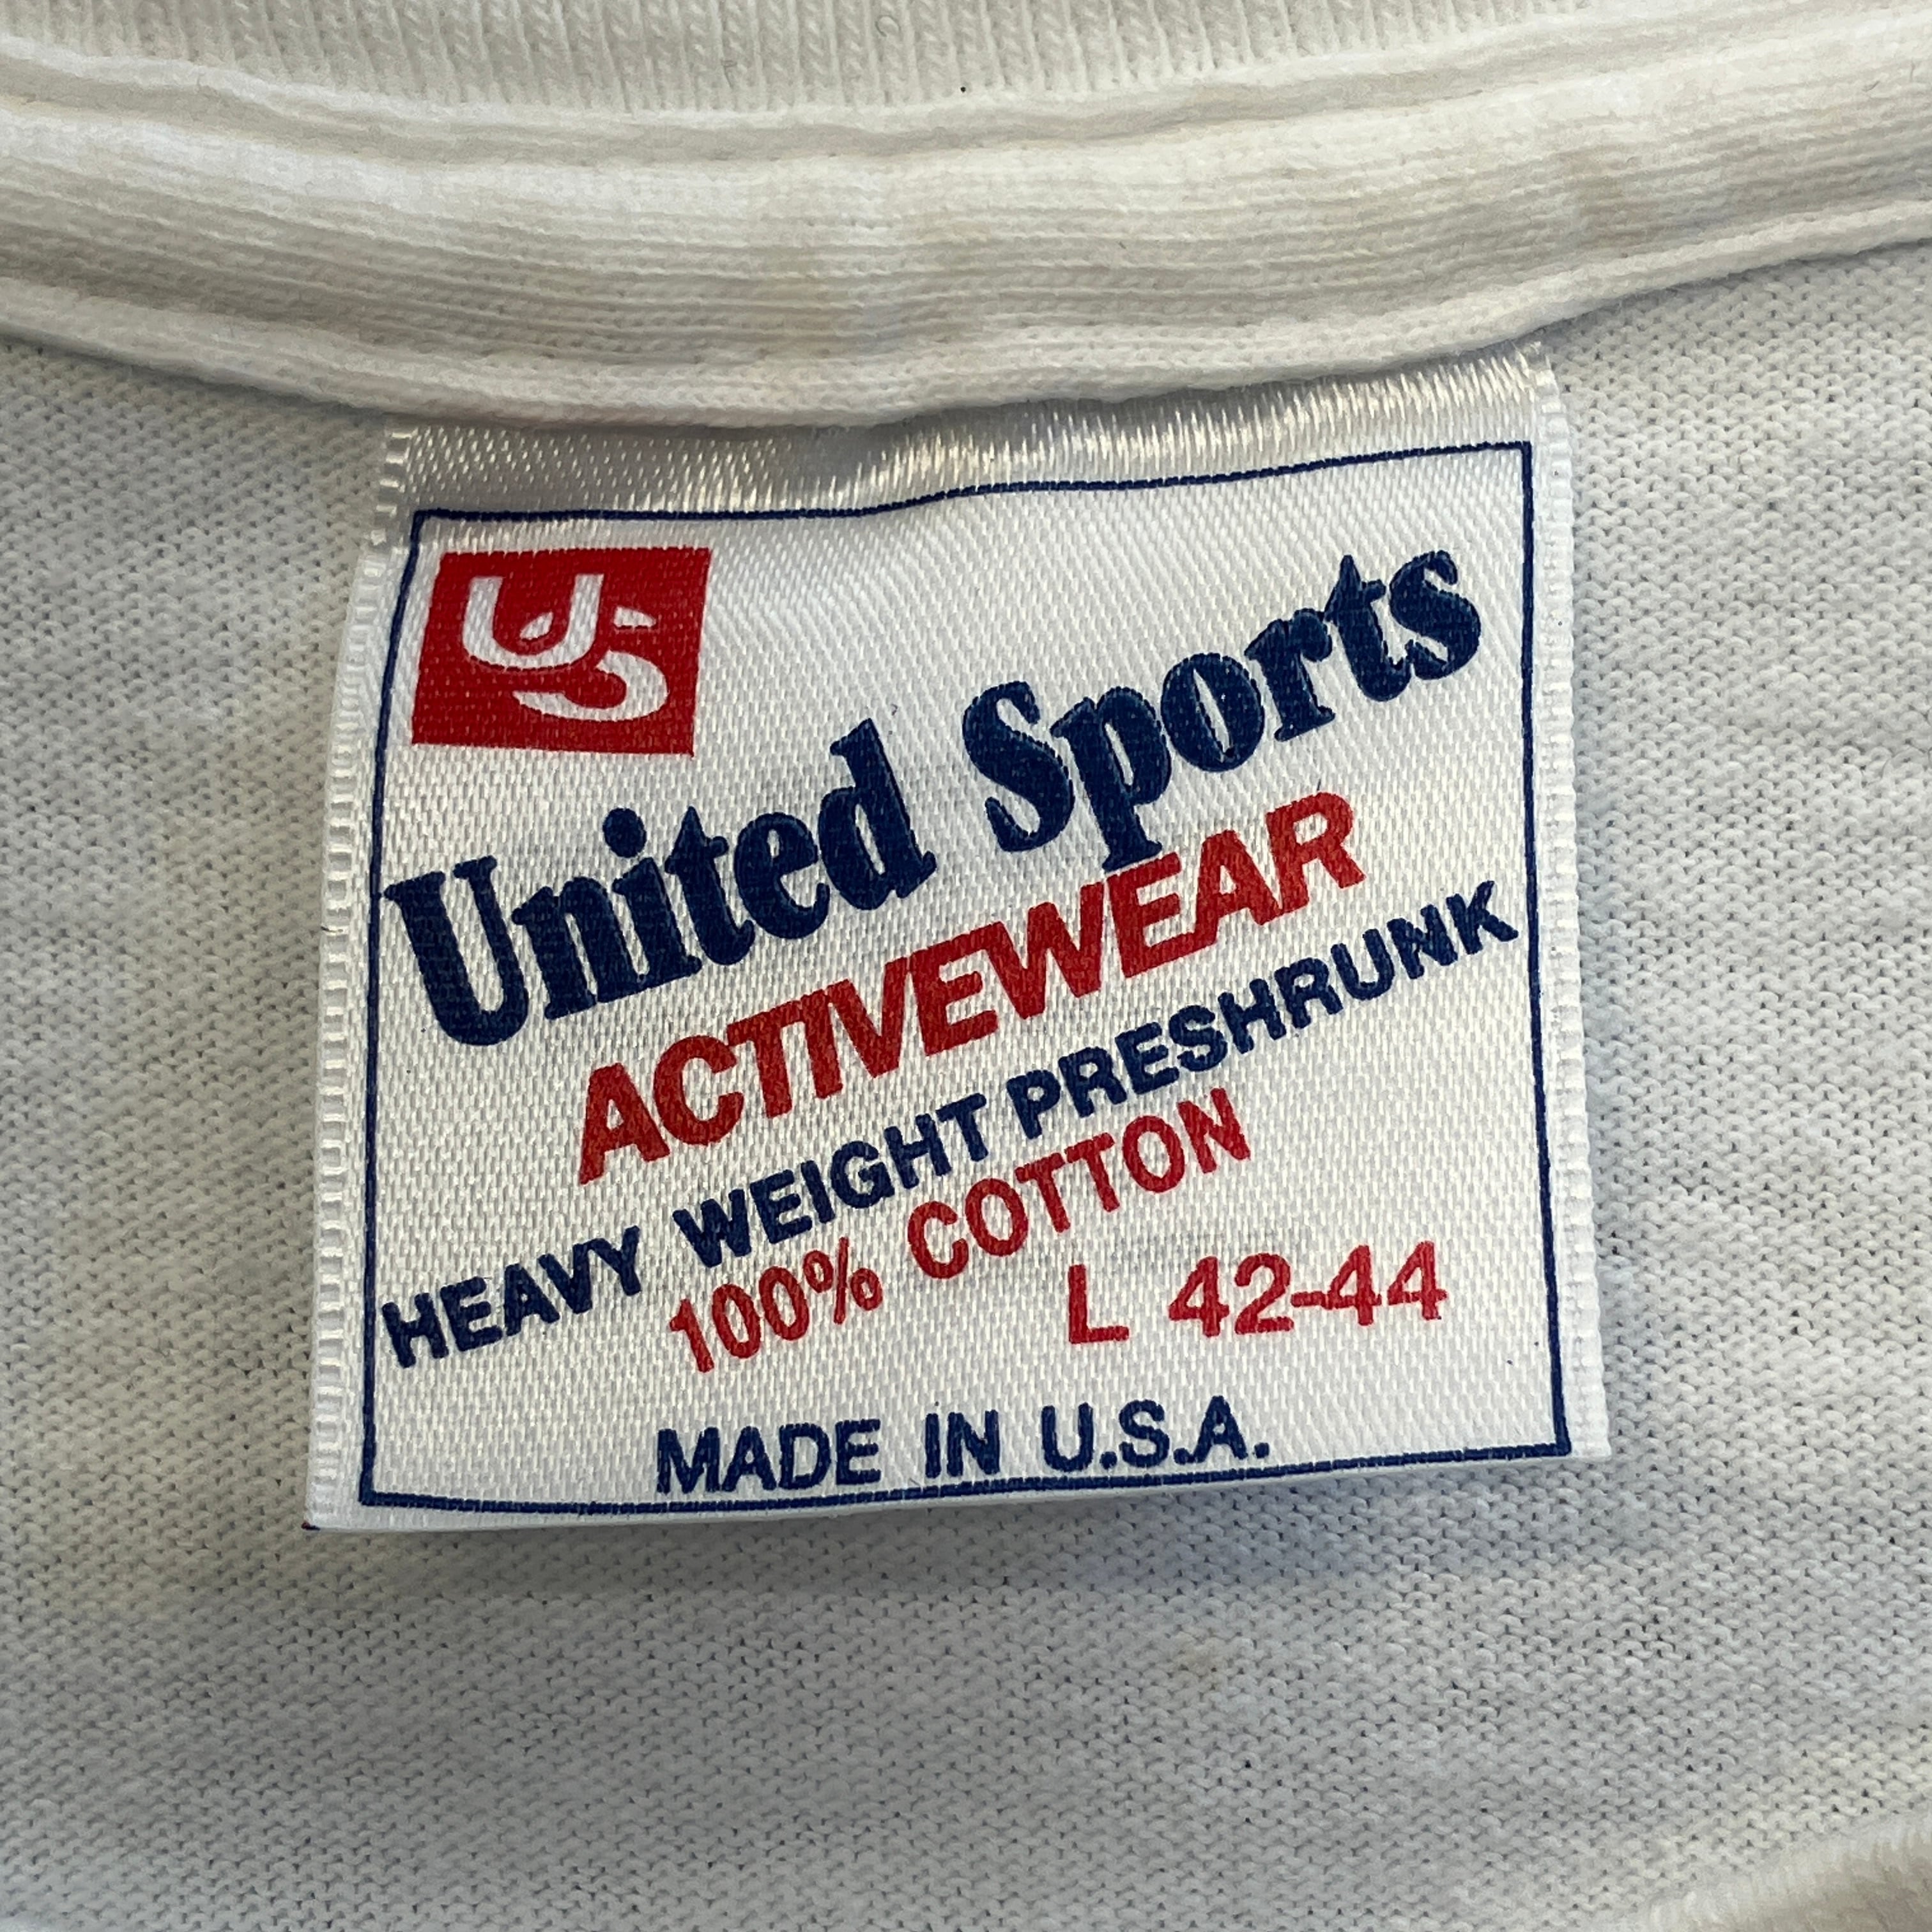 US
United Sports
ACTIVEWEAR
HEAVY WEIGHT PRESHRUNK
100% COTTON
L 42-44
MADE IN U.S.A.